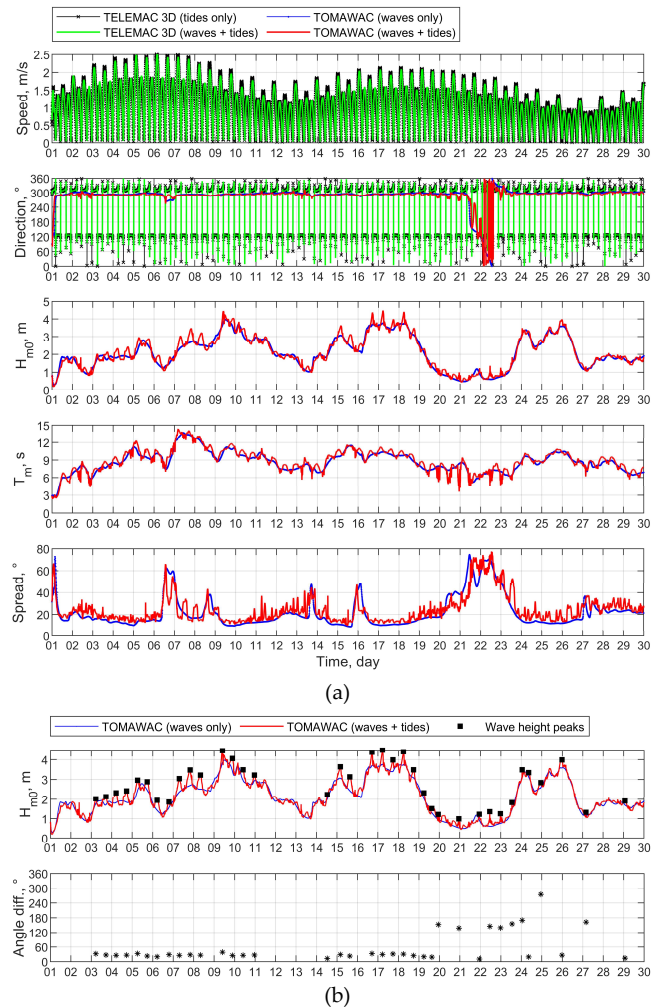 TELEMAC 3D (tides only) TOMAWAC (waves only)
TELEMAC 3D (waves + tides) TOMAWAC (waves + tides)
Speed, m/s
2.5
2
1.5
1
0.5
0
01 02 03 04 05 06 07 08 09 10 11 12 13 14 15 16 17 18 19 20 21 22 23 24 25 26 27 28 29 30
Direction, °
360
300
240
180
120
60
0
01 02 03 04 05 06 07 08 09 10 11 12 13 14 15 16 17 18 19 20 21 22 23 24 25 26 27 28 29 30
Hm0, m
5
4
3
2
1
0
01 02 03 04 05 06 07 08 09 10 11 12 13 14 15 16 17 18 19 20 21 22 23 24 25 26 27 28 29 30
Tm, s
15
12
9
6
3
0
01 02 03 04 05 06 07 08 09 10 11 12 13 14 15 16 17 18 19 20 21 22 23 24 25 26 27 28 29 30
Spread, °
80
60
40
20
0
01 02 03 04 05 06 07 08 09 10 11 12 13 14 15 16 17 18 19 20 21 22 23 24 25 26 27 28 29 30
Time, day
(a)
TOMAWAC (waves only) TOMAWAC (waves + tides) Wave height peaks
Hm0, m
4
3
2
1
0
01 02 03 04 05 06 07 08 09 10 11 12 13 14 15 16 17 18 19 20 21 22 23 24 25 26 27 28 29 30
Angle diff., °
360
300
240
180
120
60
0
01 02 03 04 05 06 07 08 09 10 11 12 13 14 15 16 17 18 19 20 21 22 23 24 25 26 27 28 29 30
(b)